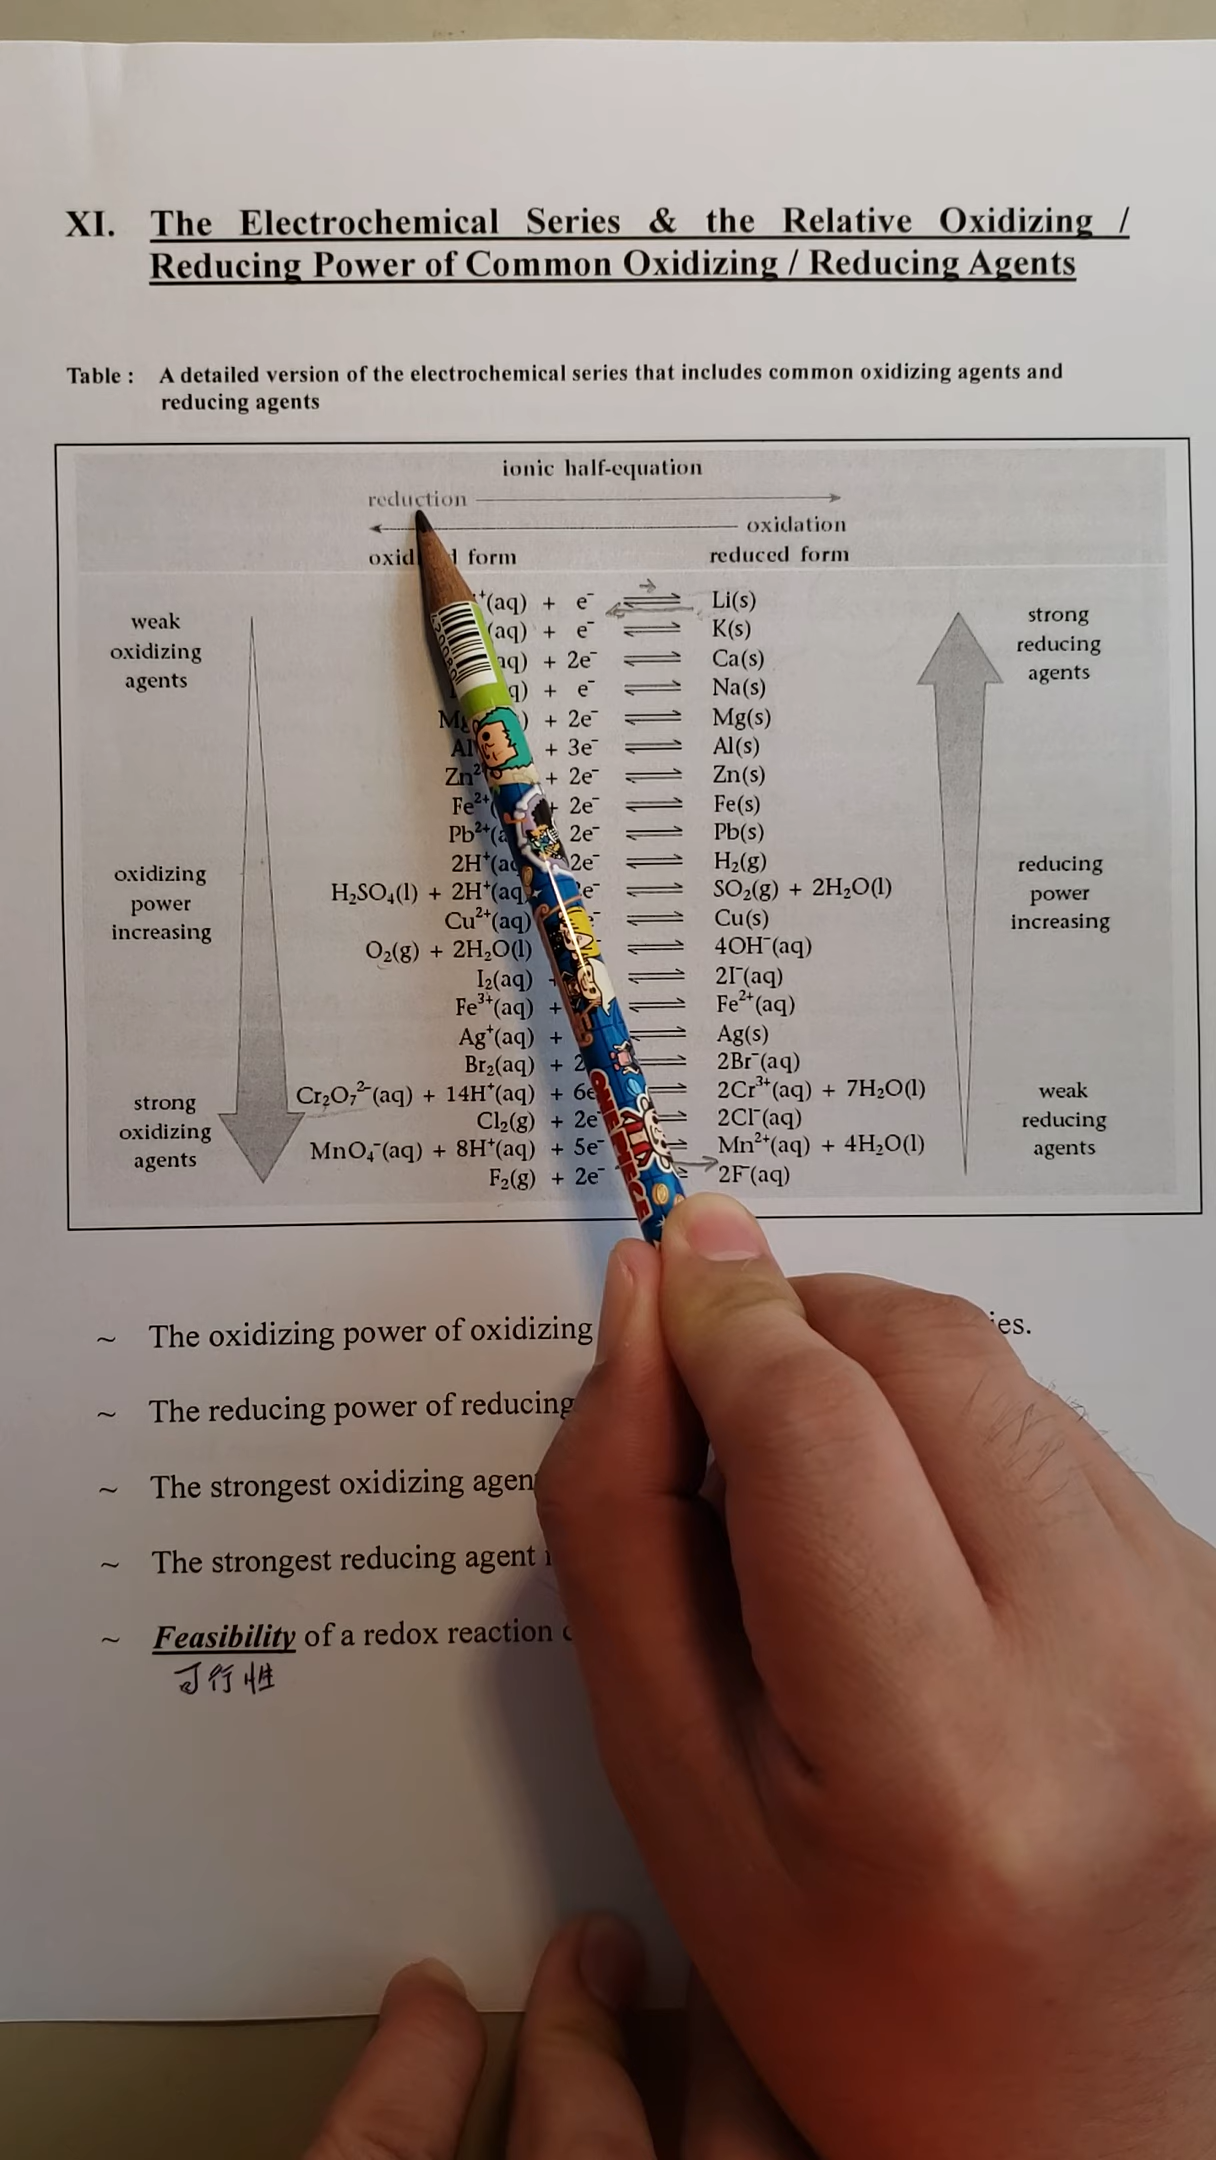 XI. The Electrochemical Series & the Relative Oxidizing /
Reducing Power of Common Oxidizing / Reducing Agents
Table : A detailed version of the electrochemical series that includes common oxidizing agents and
reducing agents
ionic half-equation
reduction
oxidation
form reduced form
weak
oxidizing
agents
oxidizing
power
increasing
strong
oxidizing
agents
⁺(aq) + e⁻ ⇌ Li(s)
(aq) + e⁻ ⇌ K(s)
+ 2e⁻ ⇌ Ca(s)
+ e⁻ ⇌ Na(s)
+ 2e⁻ ⇌ Mg(s)
+ 3e⁻ ⇌ Al(s)
+ 2e⁻ ⇌ Zn(s)
Fe²⁺ + 2e⁻ ⇌ Fe(s)
Pb²⁺ 2e⁻ ⇌ Pb(s)
2H⁺ 2e⁻ ⇌ H₂(g)
H₂SO₄(l) + 2H⁺(aq) e⁻ ⇌ SO₂(g) + 2H₂O(l)
Cu²⁺(aq) ⇌ Cu(s)
O₂(g) + 2H₂O(l) ⇌ 4OH⁻(aq)
I₂(aq) ⇌ 2I⁻(aq)
Fe³⁺(aq) + ⇌ Fe²⁺(aq)
Ag⁺(aq) + ⇌ Ag(s)
Br₂(aq) + 2 ⇌ 2Br⁻(aq)
Cr₂O₇²⁻(aq) + 14H⁺(aq) + 6e ⇌ 2Cr³⁺(aq) + 7H₂O(l)
Cl₂(g) + 2e⁻ ⇌ 2Cl⁻(aq)
MnO₄⁻(aq) + 8H⁺(aq) + 5e⁻ ⇌ Mn²⁺(aq) + 4H₂O(l)
F₂(g) + 2e⁻ → 2F⁻(aq)
strong
reducing
agents
reducing
power
increasing
weak
reducing
agents
ONE PIECE
~ The oxidizing power of oxidizing
~ The reducing power of reducing
~ The strongest oxidizing
~ The strongest reducing agent
~ Feasibility of a redox reaction
可行性